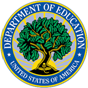 DEPARTMENT OF EDUCATION
UNITED STATES OF AMERICA